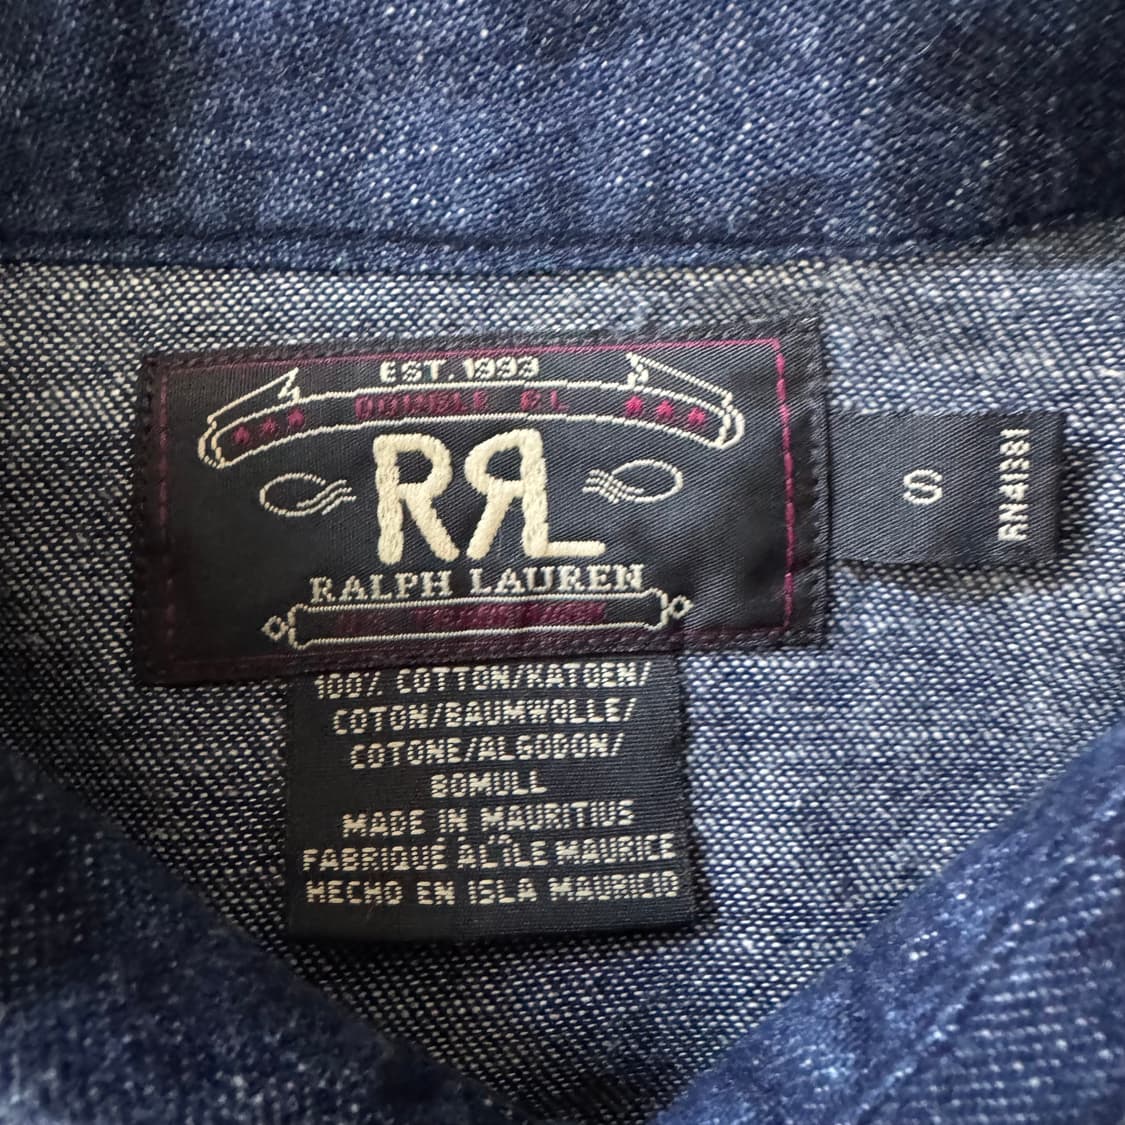 EST. 1993
DOUBLE RL
RRL
RALPH LAUREN
S
RN41381
100% COTTON/KATOEN/
COTON/BAUMWOLLE/
COTONE/ALGODON/
BOMULL
MADE IN MAURITIUS
FABRIQUÉ À L'ÎLE MAURICE
HECHO EN ISLA MAURICIO